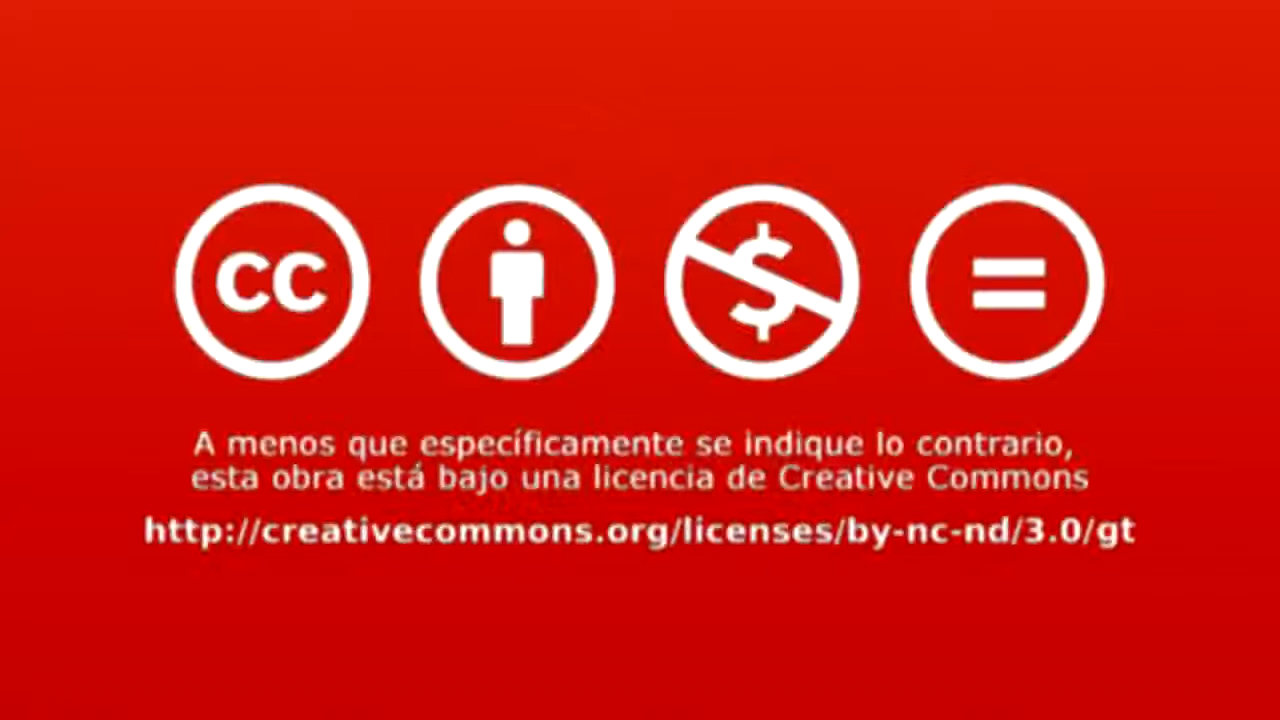 cc $ =
A menos que específicamente se indique lo contrario,
esta obra está bajo una licencia de Creative Commons
http://creativecommons.org/licenses/by-nc-nd/3.0/gt